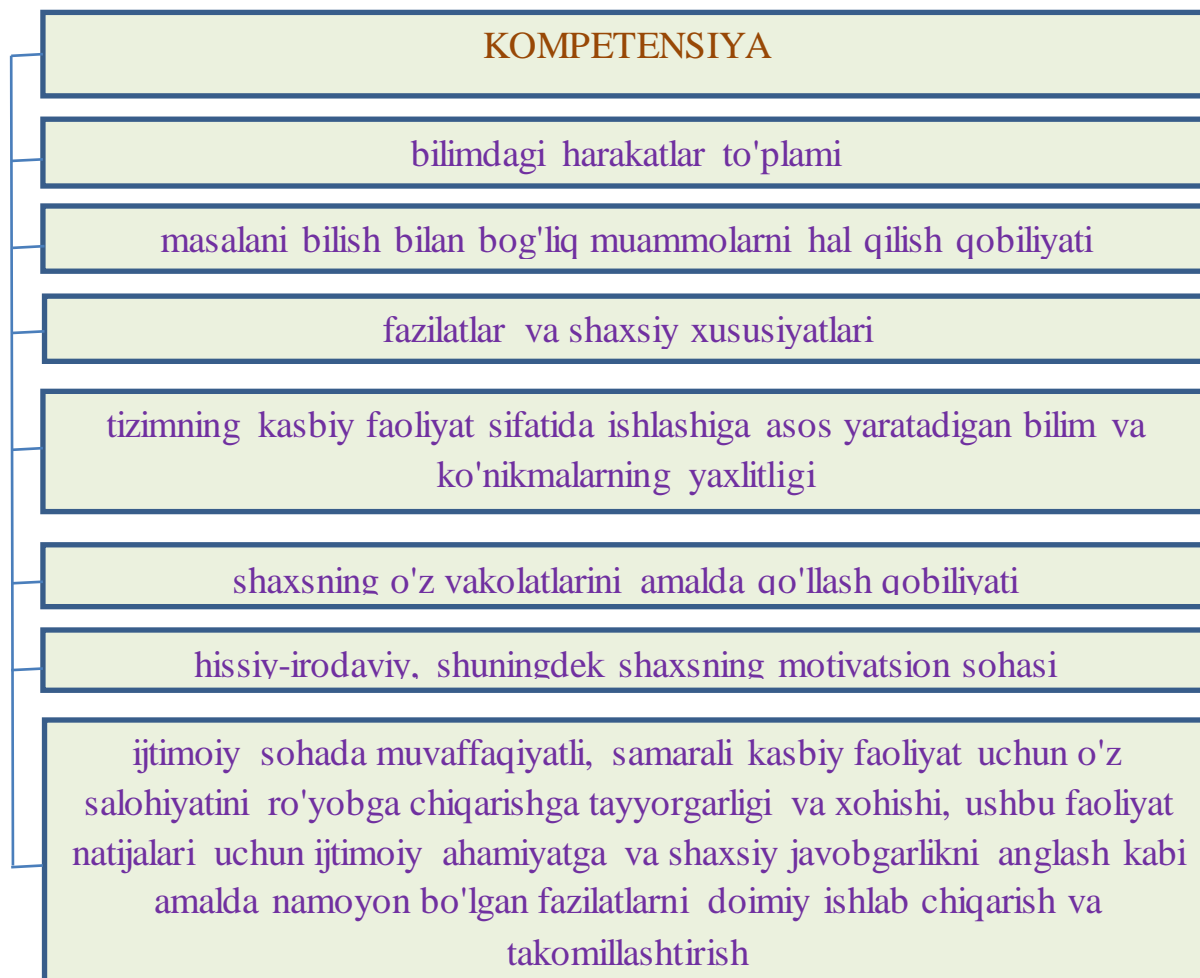 KOMPETENSIYA
bilimdagi harakatlar to'plami
masalani bilish bilan bog'liq muammolarni hal qilish qobiliyati
fazilatlar va shaxsiy xususiyatlari
tizimning kasbiy faoliyat sifatida ishlashiga asos yaratadigan bilim va
ko'nikmalarning yaxlitligi
shaxsning o'z vakolatlarini amalda qo'llash qobiliyati
hissiy-irodaviy, shuningdek shaxsning motivatsion sohasi
ijtimoiy sohada muvaffaqiyatli, samarali kasbiy faoliyat uchun o'z
salohiyatini ro'yobga chiqarishga tayyorgarligi va xohishi, ushbu faoliyat
natijalari uchun ijtimoiy ahamiyatga va shaxsiy javobgarlikni anglash kabi
amalda namoyon bo'lgan fazilatlarni doimiy ishlab chiqarish va
takomillashtirish